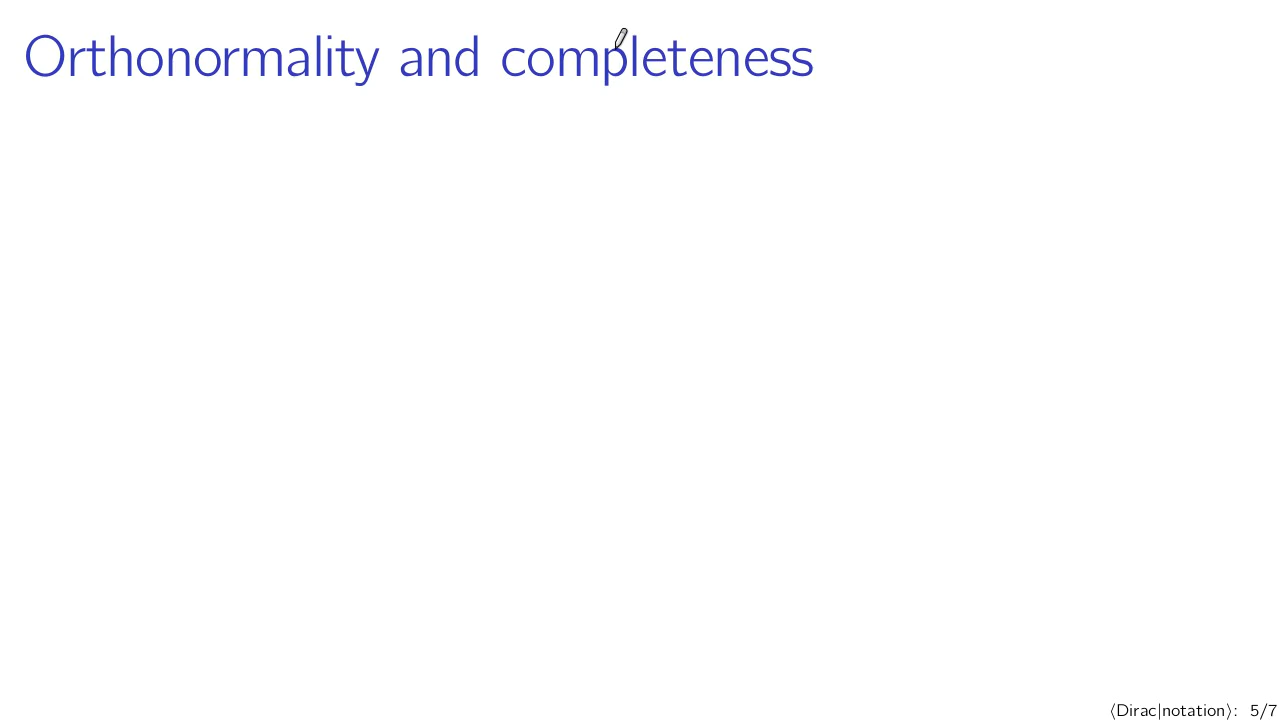 Orthonormality and completeness
⟨Dirac|notation⟩: 5/7